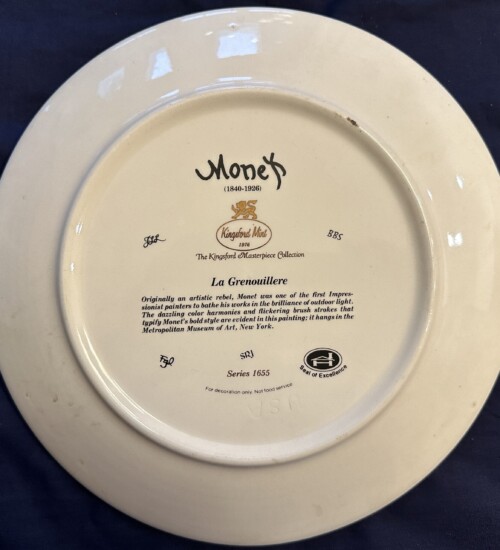 Monet
(1840-1926)
Kingsford Mint
1976
BBS
The Kingsford Masterpiece Collection
La Grenouillere
Originally an artistic rebel, Monet was one of the first Impres-
sionist painters to bathe his works in the brilliance of outdoor light.
The dazzling color harmonies and flickering brush strokes that
typify Monet's bold style are evident in this painting; it hangs in the
Metropolitan Museum of Art, New York.
SRJ
Series 1655
Seal of Excellence
For decoration only. Not food service.